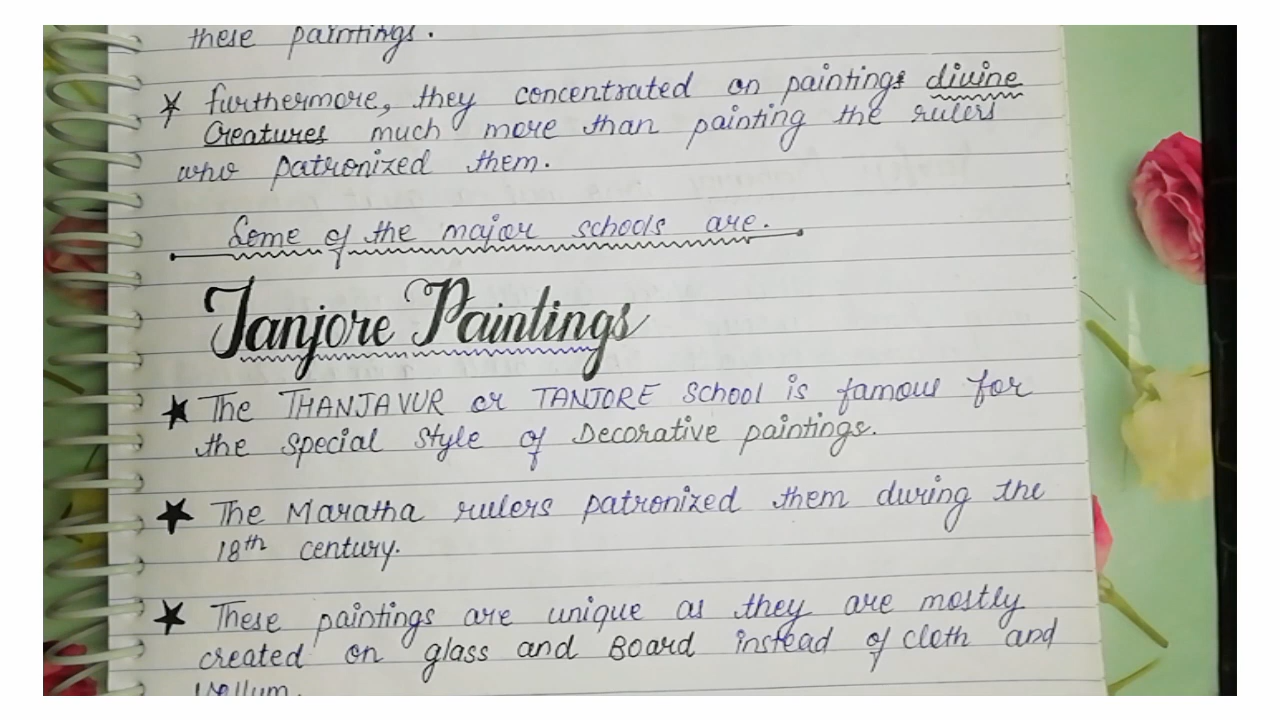 these paintings.
★ furthermore, they concentrated on paintings divine
Creatures much more than painting the rulers
who patronized them.
Some of the major schools are.
Tanjore Paintings
★ The THANJAVUR or TANJORE School is famous for
the special style of Decorative paintings.
★ The Maratha rulers patronized them during the
18th century.
★ These paintings are unique as they are mostly
created on glass and Board instead of cloth and
Vellum.